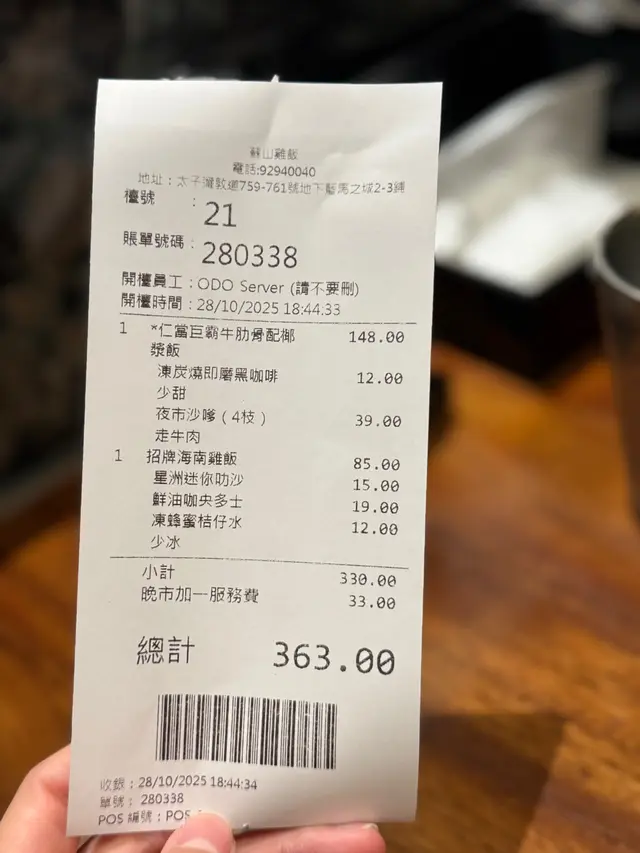 蘇山雞飯
電話:92940040
地址：太子彌敦道759-761號地下藍馬之城2-3鋪
檯號 : 21
賬單號碼 : 280338
開檯員工 : ODO Server (請不要刪)
開檯時間 : 28/10/2025 18:44:33
1 *仁當巨霸牛肋骨配椰 148.00
漿飯
凍炭燒即磨黑咖啡 12.00
少甜
夜市沙嗲 (4枝) 39.00
走牛肉
1 招牌海南雞飯 85.00
星洲迷你叻沙 15.00
鮮油咖央多士 19.00
凍蜂蜜桔仔水 12.00
少冰
小計 330.00
晚市加一服務費 33.00
總計 363.00
收銀 : 28/10/2025 18:44:34
單號 : 280338
POS 編號 : POS